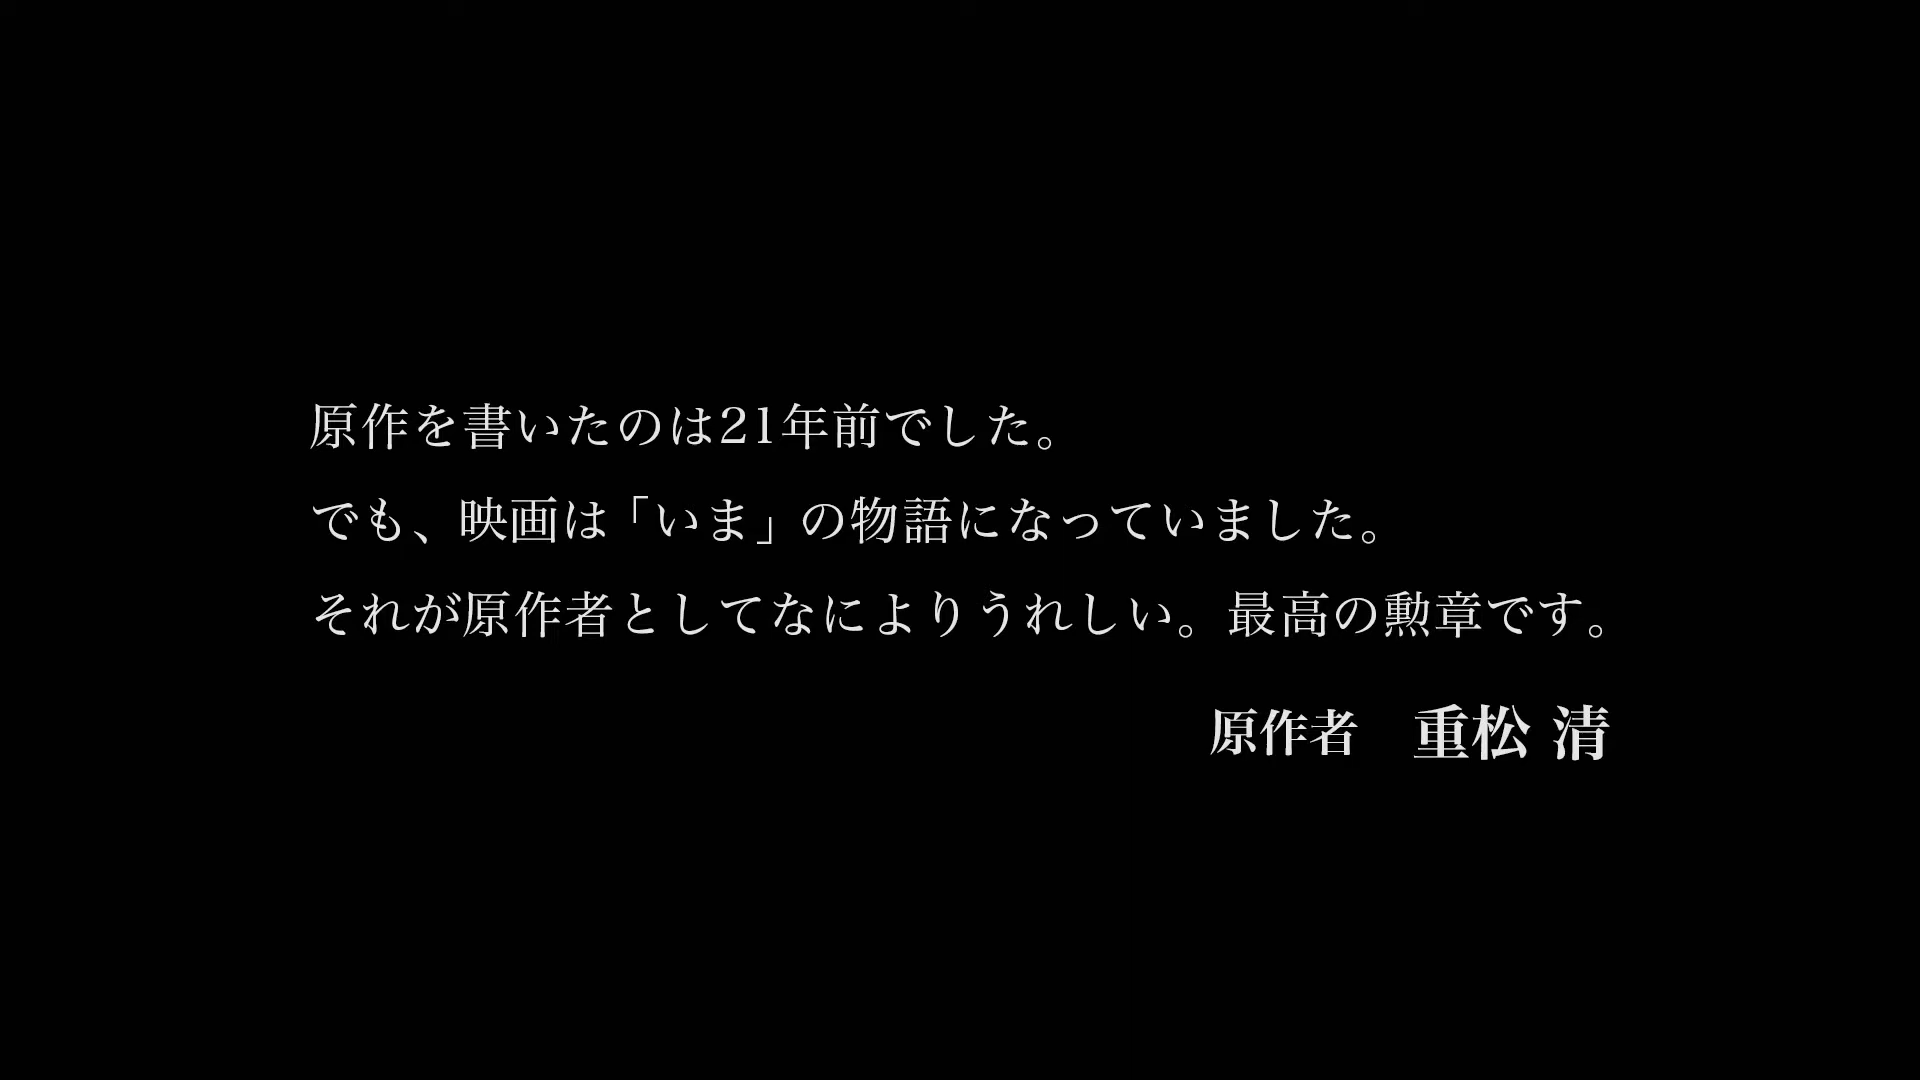 原作を書いたのは21年前でした。
でも、映画は「いま」の物語になっていました。
それが原作者としてなによりうれしい。最高の勲章です。
原作者　重松 清